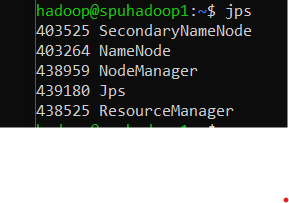 hadoop@spuhadoop1:~$ jps
403525 SecondaryNameNode
403264 NameNode
438959 NodeManager
439180 Jps
438525 ResourceManager